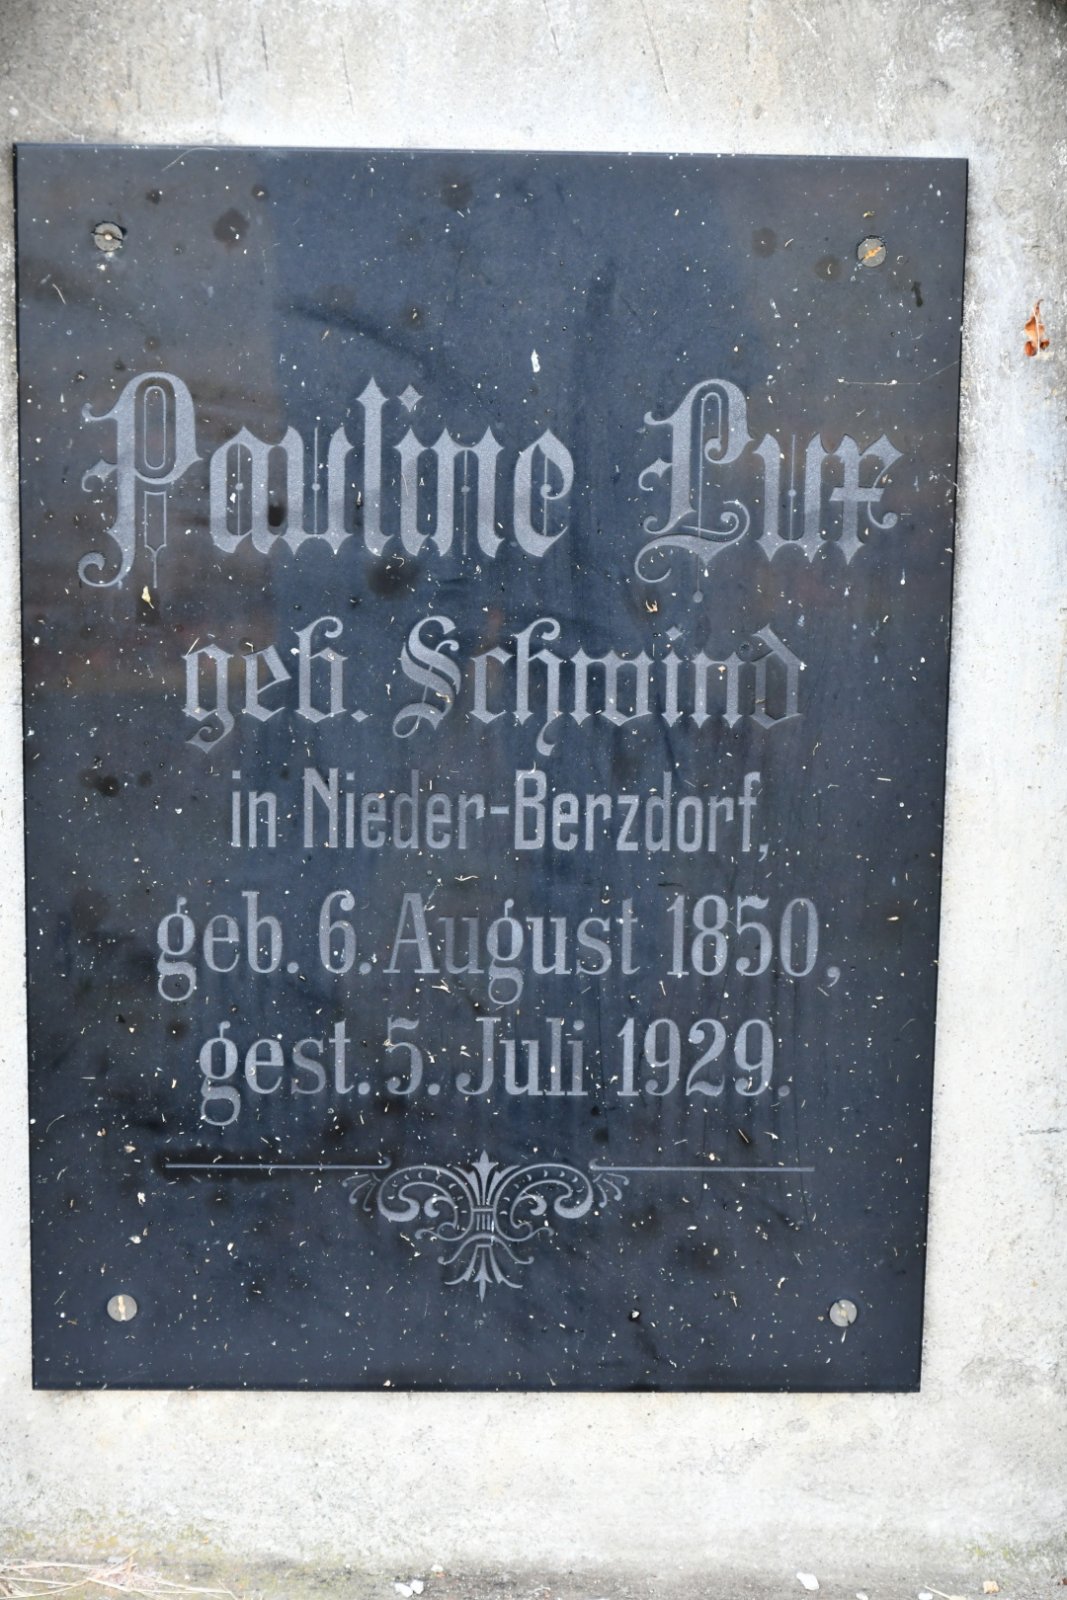 Pauline Lux
geb. Schwind
in Nieder-Berzdorf,
geb. 6. August 1850,
gest. 5. Juli 1929.